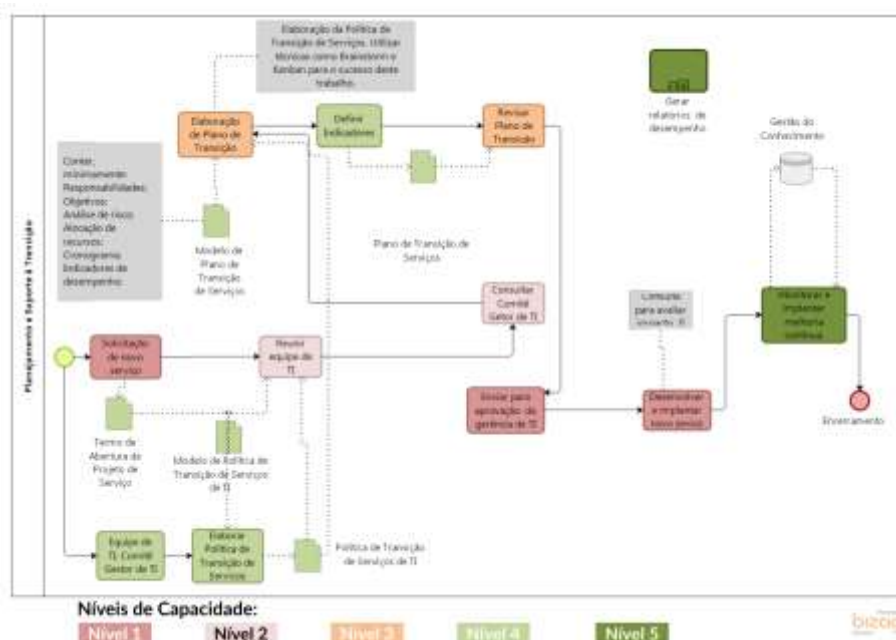 Elaboração da Política de
Transição de Serviços. Utilizar
técnicas como Brainstorm e
Kanban para o sucesso deste
trabalho.
Elaboração
de Plano de
Transição
Definir
Indicadores
Revisar
Plano de
Transição
Gerar
relatórios de
desempenho
Gestão do
Conhecimento
Conter,
minimamente
Responsabilidades;
Objetivos;
Análise de risco
Alocação de
recursos;
Cronograma;
Indicadores de
desempenho.
Modelo de
Plano de
Transição
de Serviços
Plano de Transição de
Serviços
Planejamento e Suporte à Transição
Consultar
Comitê
Gestor de TI
Consultar
para avaliar
Monitorar e
implantar
melhoria
contínua
Solicitação
de novo
serviço
Reunir
equipe de
TI
Enviar para
aprovação da
gerência de TI
Desenvolver
e implantar
novo serviço
Encerramento
Termo de
Abertura do
Projeto de
Serviço
Modelo de Política de
Transição de Serviços
de TI
Equipe de
TI, Comitê
Gestor de TI
Elaborar
Política de
Transição de
Serviços
Política de Transição
de Serviços de TI
Níveis de Capacidade:
Nível 1
Nível 2
Nível 3
Nível 4
Nível 5